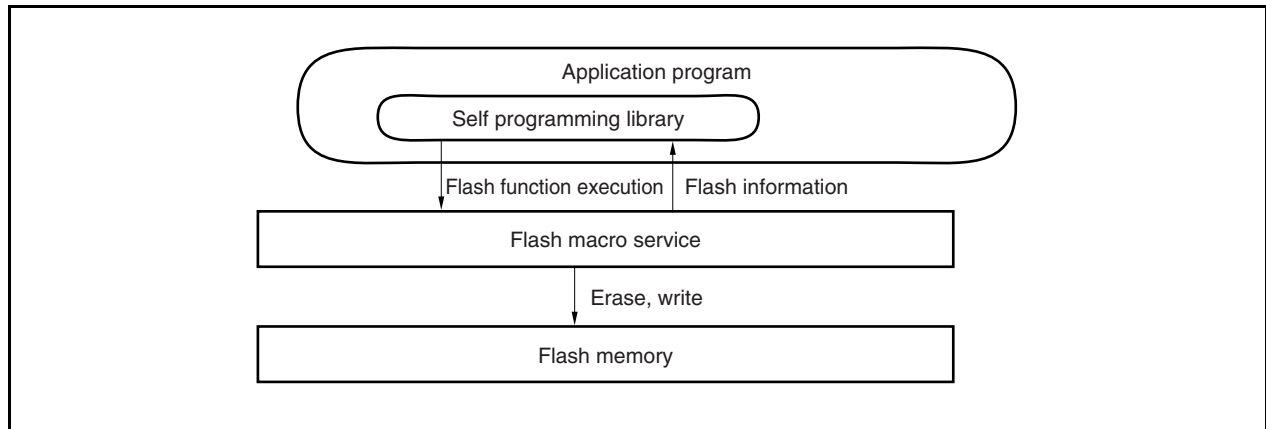 Application program
Self programming library
Flash function execution
Flash information
Flash macro service
Erase, write
Flash memory